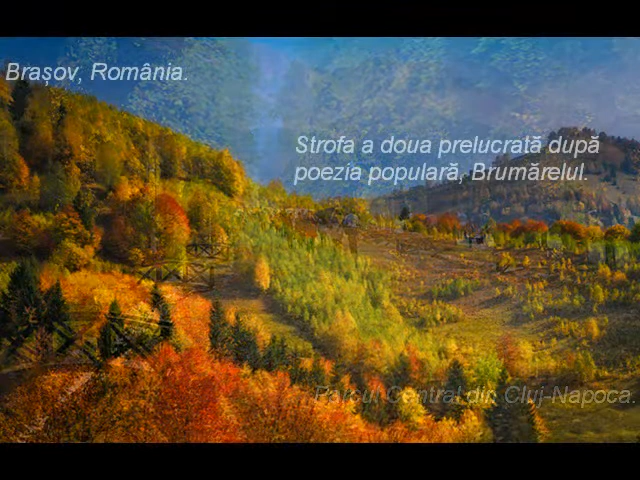 Brașov, România.
Strofa a doua prelucrată după
poezia populară, Brumărelul.
Parcul Central din Cluj-Napoca.